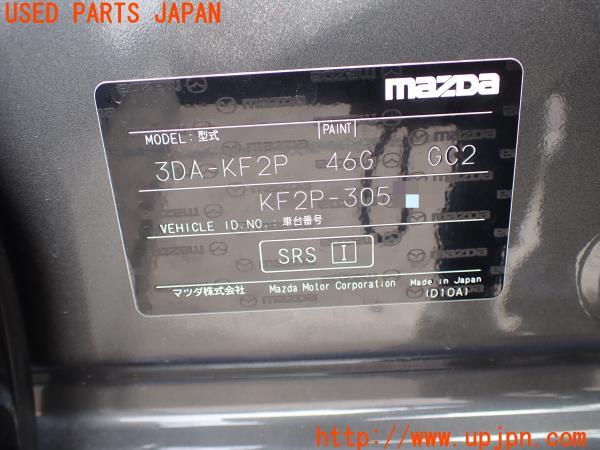 USED PARTS JAPAN
mazda
MODEL:型式 PAINT
3DA-KF2P 46G GC2
KF2P-305
VEHICLE ID.NO.:車台番号
SRS I
マツダ株式会社 Mazda Motor Corporation Made in Japan
(D10A)
http://www.upjpn.com